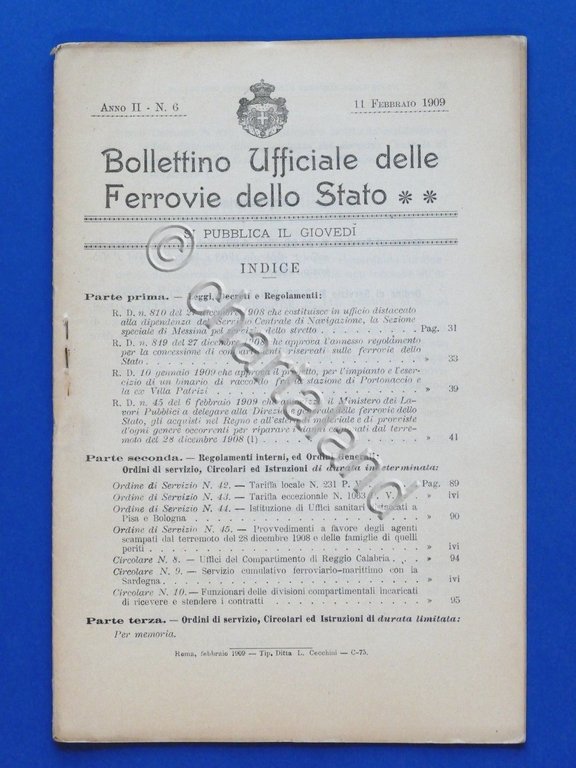 Anno II - N. 6
11 Febbraio 1909
Bollettino Ufficiale delle
Ferrovie dello Stato **
SI PUBBLICA IL GIOVEDÌ
INDICE
Parte prima. — Leggi, Decreti e Regolamenti:
R. D. n. 810 del 2 dicembre 1908 che costituisce in ufficio distaccato
alla dipendenza del Servizio Centrale di Navigazione, la Sezione
speciale di Messina pel servizio dello stretto . . . Pag. 31
R. D. n. 819 del 27 dicembre 1908 che approva l'annesso regolamento
per la concessione di compartimenti riservati sulle ferrovie dello
Stato . . . » 33
R. D. 10 gennaio 1909 che approva il progetto, per l'impianto e l'eserci-
zio di un binario di raccordo fra la stazione di Portonaccio e
la ex Villa Patrizi . . . » 39
R. D. n. 45 del 6 febbraio 1909 che autorizza il Ministero dei La-
vori Pubblici a delegare alla Direzione generale delle ferrovie dello
Stato, gli acquisti nel Regno e all'estero di materiale e di provviste
d'ogni genere occorrenti per riparare i danni causati dal terre-
moto del 28 dicembre 1908 (1) . . . » 41
Parte seconda. — Regolamenti interni, ed Ordini Generali:
Ordini di servizio, Circolari ed Istruzioni di durata indeterminata:
Ordine di Servizio N. 42. — Tariffa locale N. 231 P. . . . Pag. 89
Ordine di Servizio N. 43. — Tariffa eccezionale N. 1003 . V. . . . » ivi
Ordine di Servizio N. 44. — Istituzione di Uffici sanitari distaccati a
Pisa e Bologna . . . » 90
Ordine di Servizio N. 45. — Provvedimenti a favore degli agenti
scampati dal terremoto del 28 dicembre 1908 e delle famiglie di quelli
periti . . . » ivi
Circolare N. 8. — Uffici del Compartimento di Reggio Calabria . . . » 94
Circolare N. 9. — Servizio cumulativo ferroviario-marittimo con la
Sardegna . . . » ivi
Circolare N. 10. — Funzionari delle divisioni compartimentali incaricati
di ricevere e stendere i contratti . . . » 95
Parte terza. — Ordini di servizio, Circolari ed Istruzioni di durata limitata:
Per memoria.
Roma, febbraio 1909 — Tip. Ditta L. Cecchini — C-75.
© chartaland